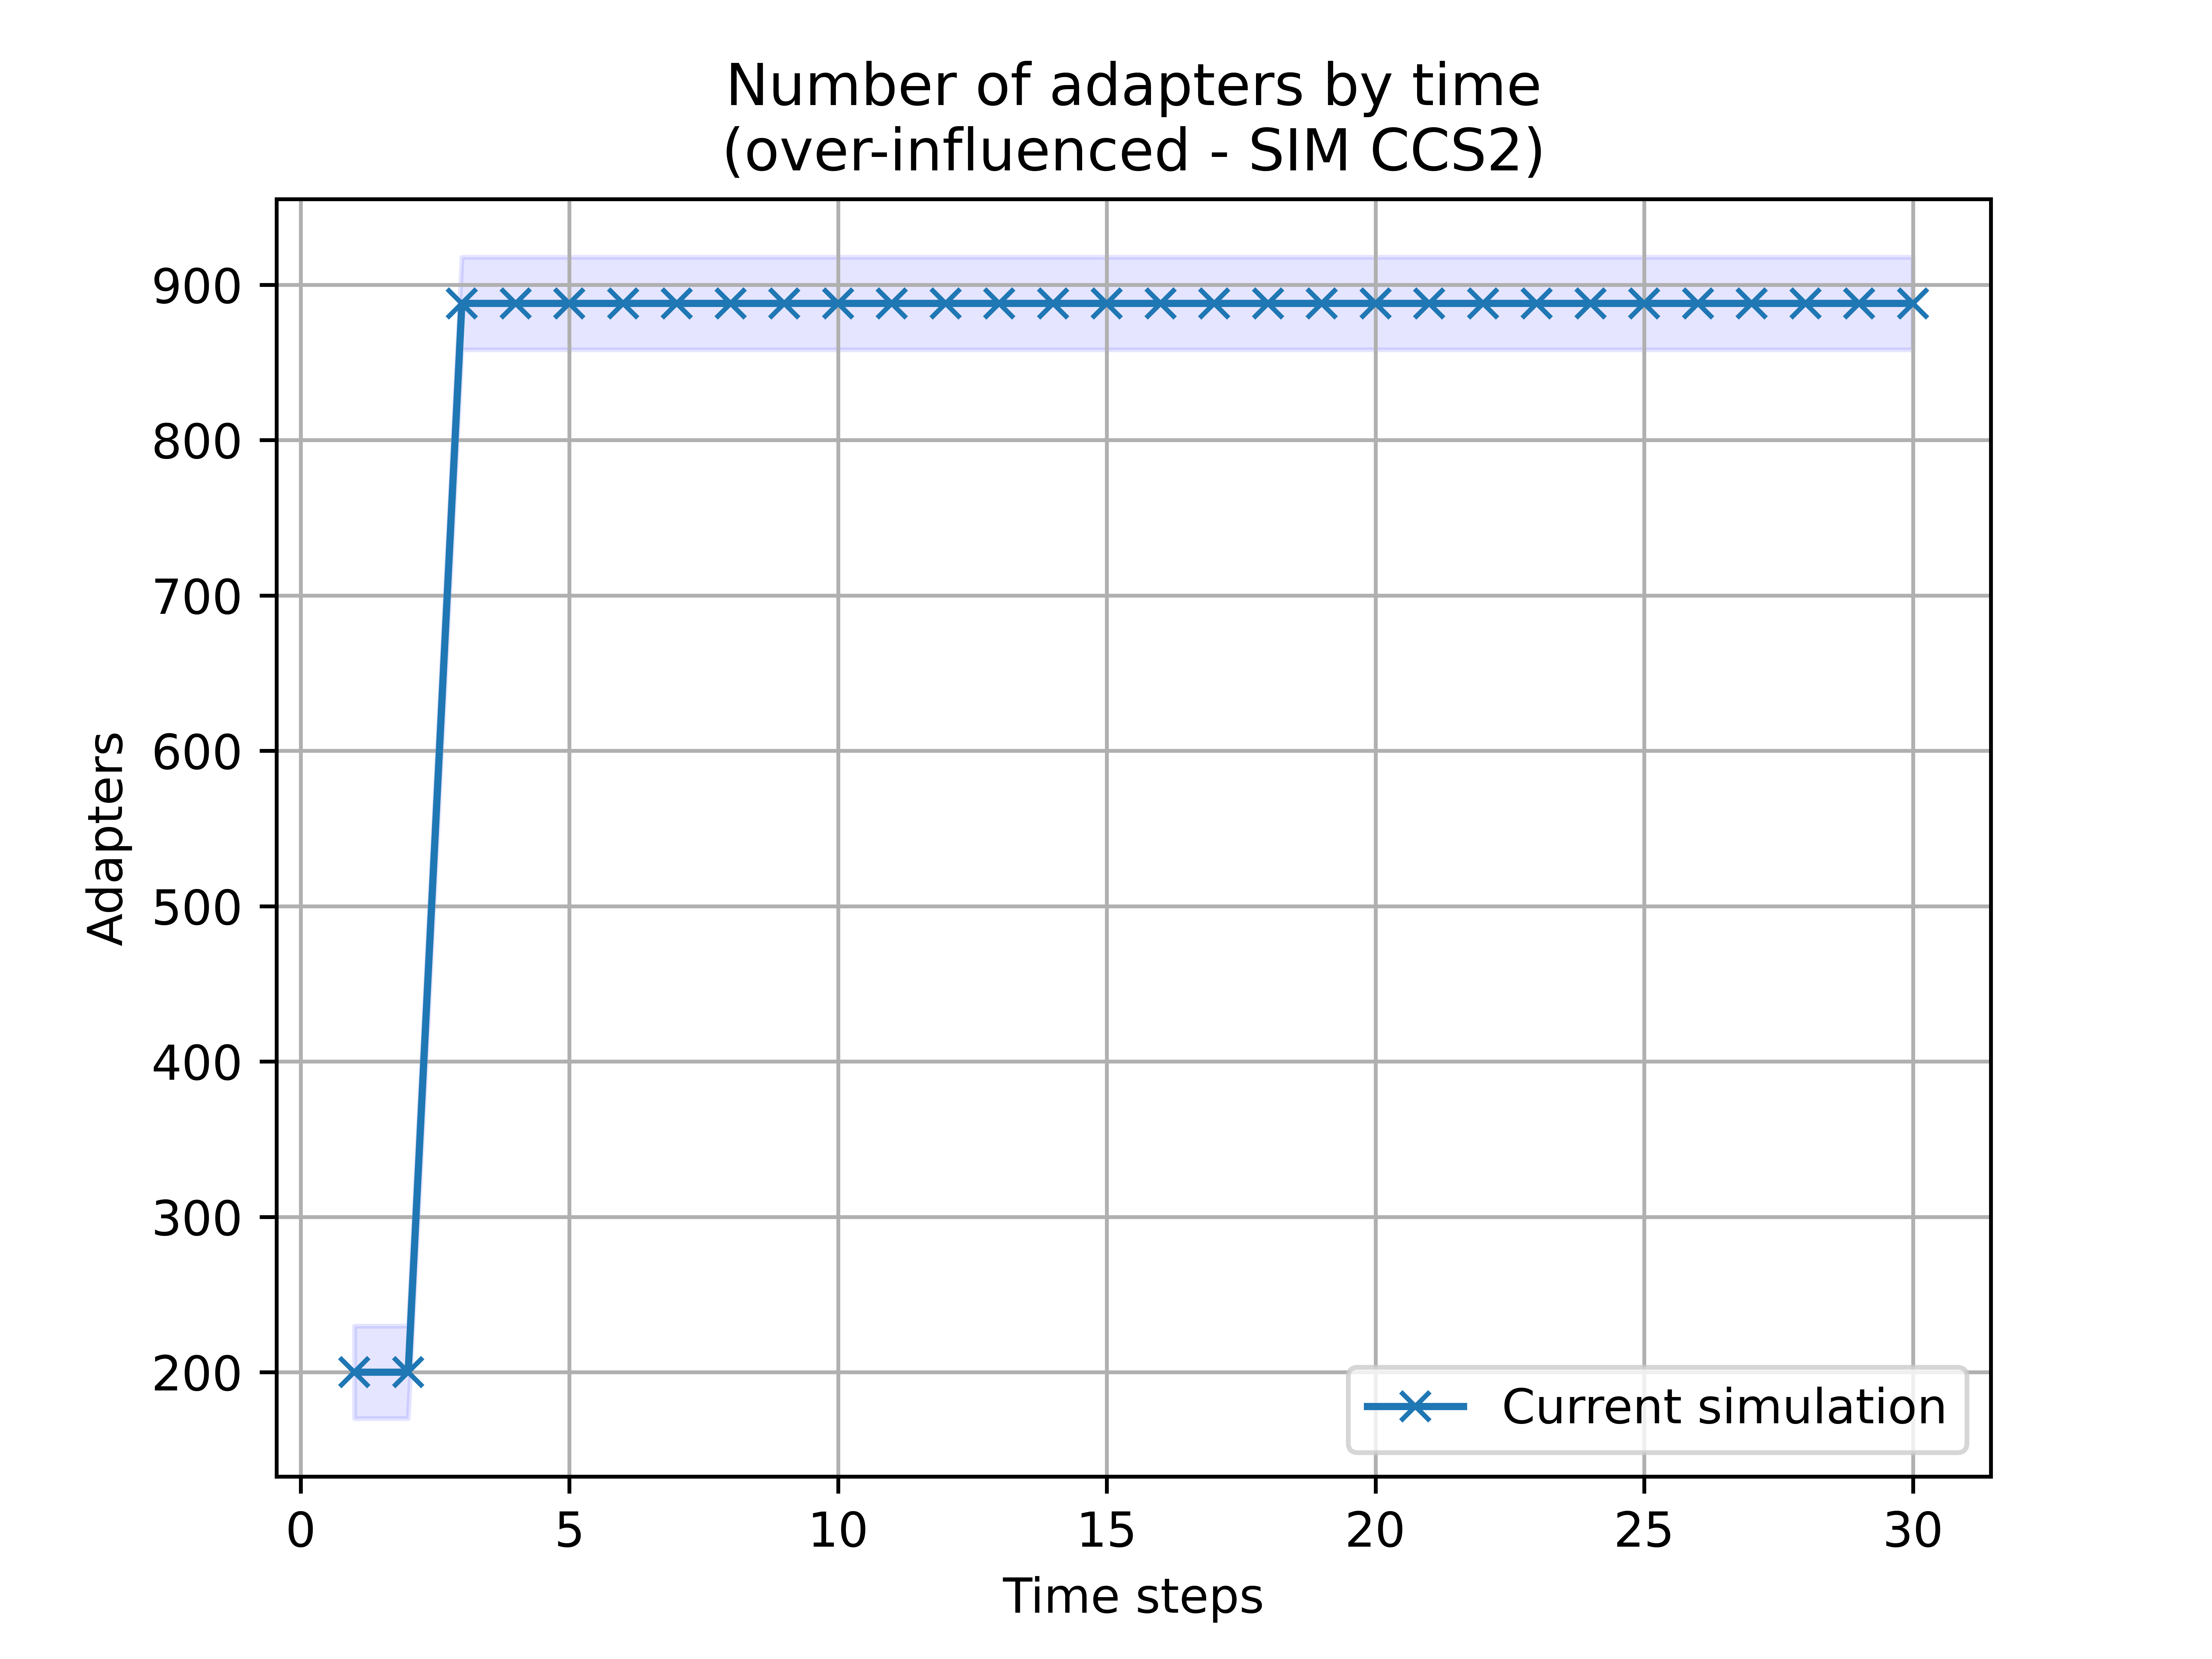 Number of adapters by time
(over-influenced - SIM CCS2)
900
800
700
600
500
400
300
200
Adapters
Current simulation
0 5 10 15 20 25 30
Time steps